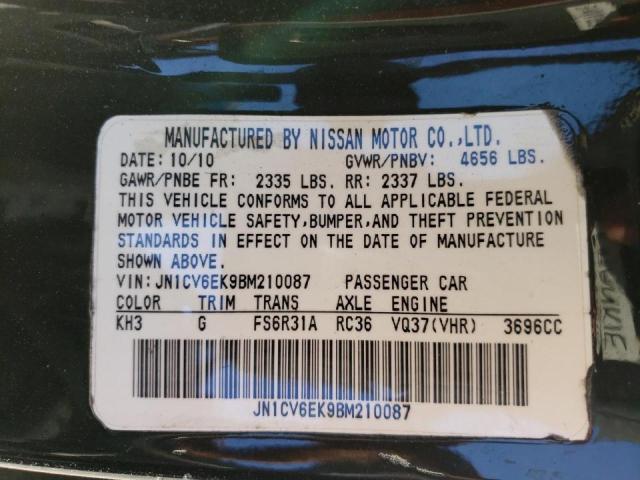 MANUFACTURED BY NISSAN MOTOR CO.,LTD.
DATE: 10/10 GVWR/PNBV: 4656 LBS.
GAWR/PNBE FR: 2335 LBS. RR: 2337 LBS.
THIS VEHICLE CONFORMS TO ALL APPLICABLE FEDERAL
MOTOR VEHICLE SAFETY,BUMPER,AND THEFT PREVENTION
STANDARDS IN EFFECT ON THE DATE OF MANUFACTURE
SHOWN ABOVE.
VIN:JN1CV6EK9BM210087 PASSENGER CAR
COLOR TRIM TRANS AXLE ENGINE
KH3 G FS6R31A RC36 VQ37(VHR) 3696CC
JN1CV6EK9BM210087